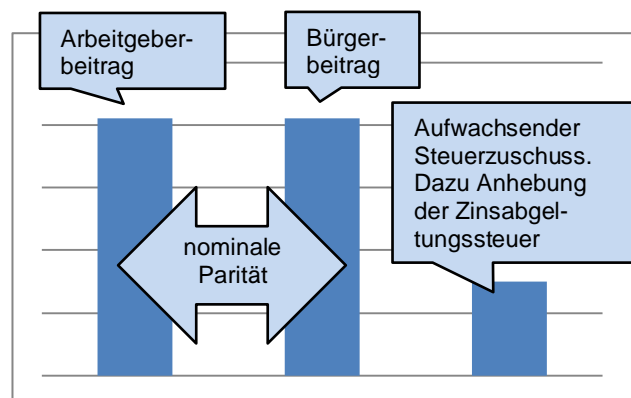 Arbeitgeber-
beitrag
Bürger-
beitrag
Aufwachsender
Steuerzuschuss.
Dazu Anhebung
der Zinsabgel-
tungssteuer
nominale
Parität